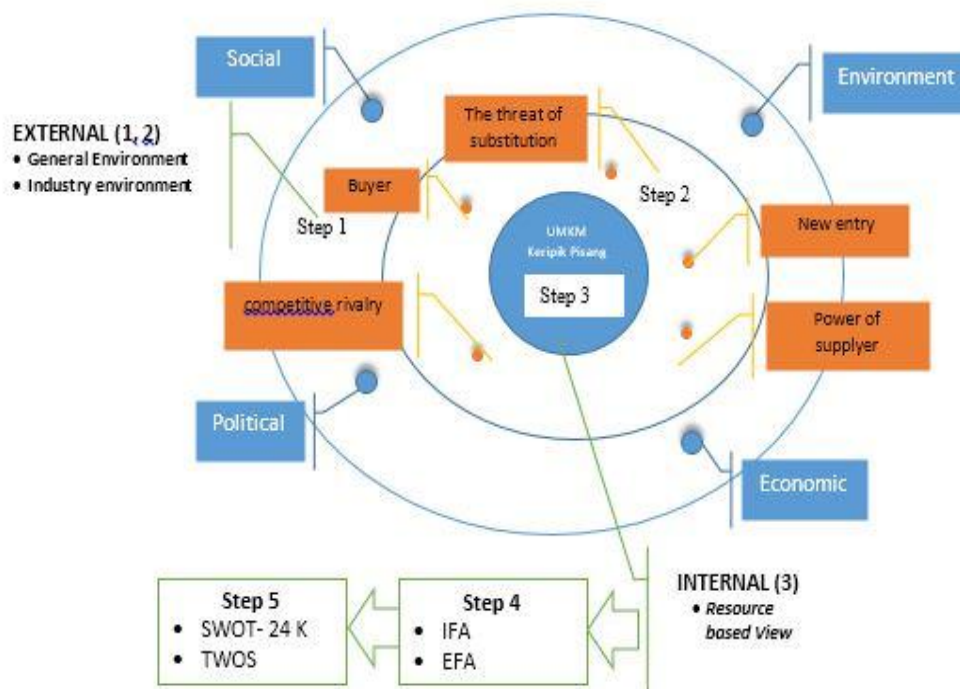 Social
Environment
The threat of
substitution
EXTERNAL (1, 2)
• General Environment
• Industry environment
Buyer
Step 1
Step 2
New entry
UMKM
Keripik Pisang
Step 3
competitive rivalry
Power of
supplyer
Political
Economic
Step 5
• SWOT- 24 K
• TWOS
Step 4
• IFA
• EFA
INTERNAL (3)
• Resource
based View